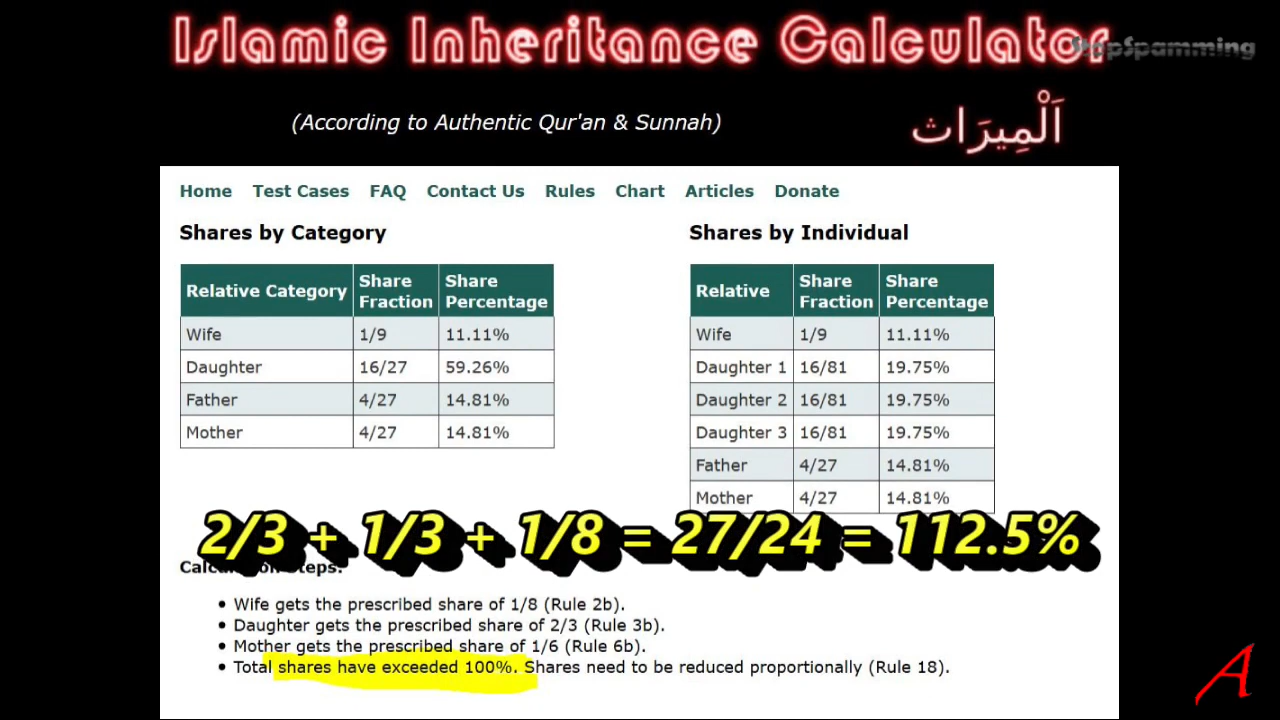 Islamic Inheritance Calculator
StopSpamming
(According to Authentic Qur'an & Sunnah)
اَلْمِيرَاث
Home Test Cases FAQ Contact Us Rules Chart Articles Donate
Shares by Category
Relative Category Share Fraction Share Percentage
Wife 1/9 11.11%
Daughter 16/27 59.26%
Father 4/27 14.81%
Mother 4/27 14.81%
Shares by Individual
Relative Share Fraction Share Percentage
Wife 1/9 11.11%
Daughter 1 16/81 19.75%
Daughter 2 16/81 19.75%
Daughter 3 16/81 19.75%
Father 4/27 14.81%
Mother 4/27 14.81%
2/3 + 1/3 + 1/8 = 27/24 = 112.5%
Calculation Steps:
• Wife gets the prescribed share of 1/8 (Rule 2b).
• Daughter gets the prescribed share of 2/3 (Rule 3b).
• Mother gets the prescribed share of 1/6 (Rule 6b).
• Total shares have exceeded 100%. Shares need to be reduced proportionally (Rule 18).
A